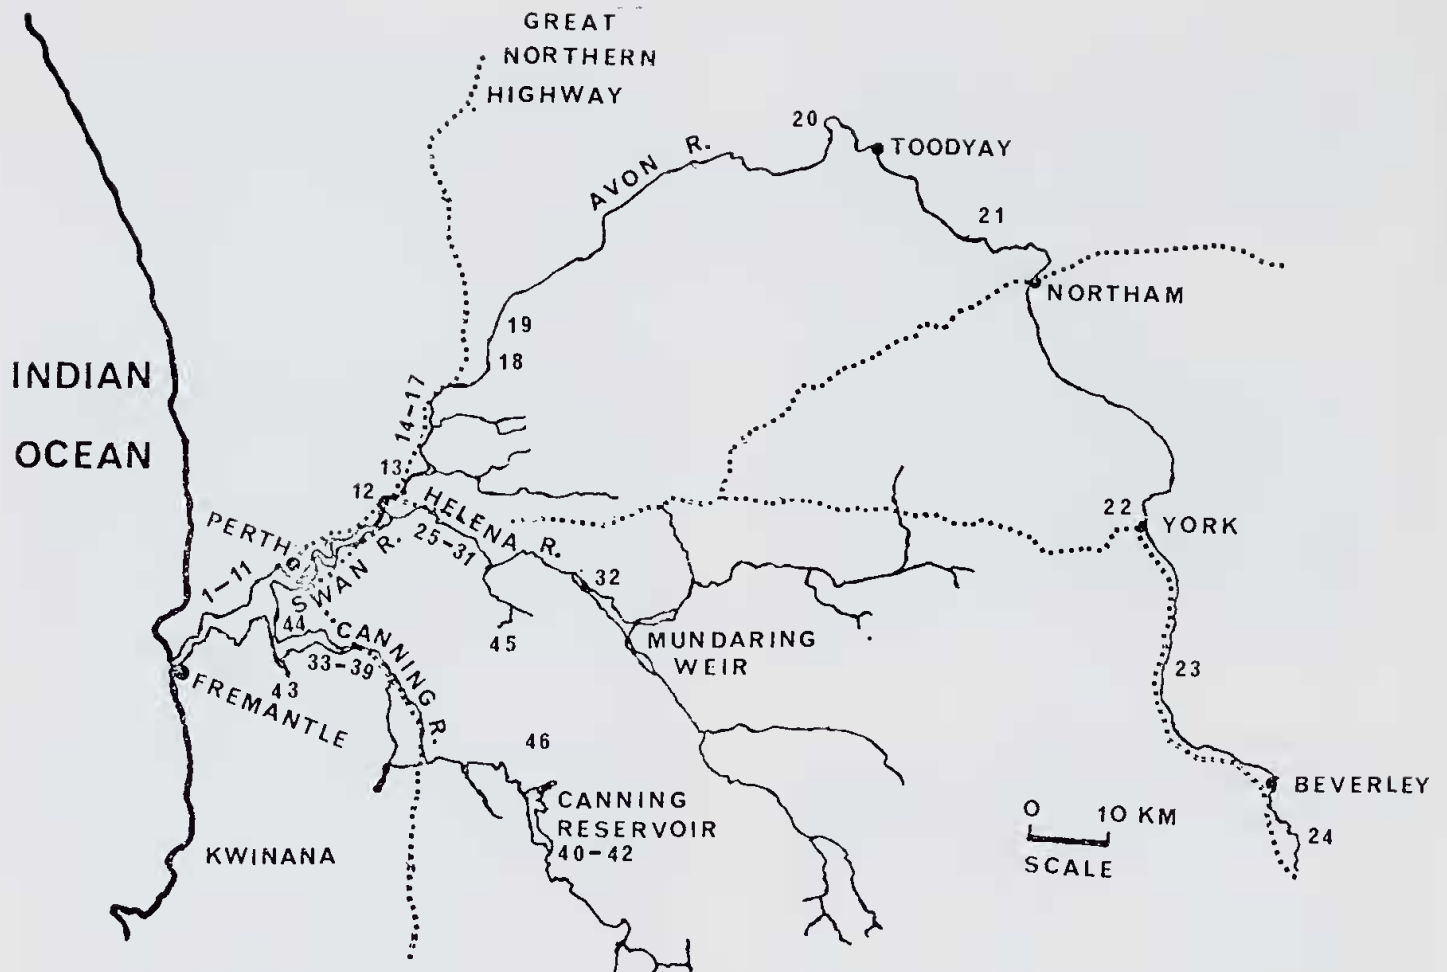 GREAT
NORTHERN
HIGHWAY
20
TOODYAY
AVON R.
21
NORTHAM
19
18
INDIAN
OCEAN
14-17
13
12
HELENA R.
PERTH
25-31
22
YORK
SWAN R.
1-11
32
44
CANNING R.
45
MUNDARING
WEIR
33-39
43
FREMANTLE
23
46
BEVERLEY
CANNING
RESERVOIR
40-42
0 10 KM
SCALE
24
KWINANA